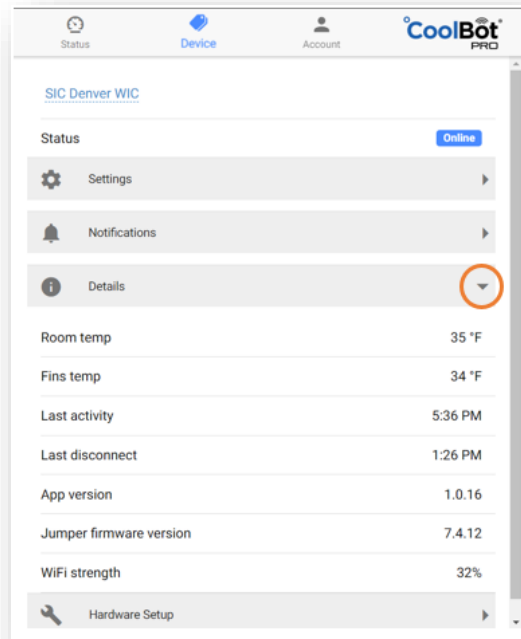 Status Device Account °CoolBot PRO
SIC Denver WIC
Status Online
Settings
Notifications
Details
Room temp 35 °F
Fins temp 34 °F
Last activity 5:36 PM
Last disconnect 1:26 PM
App version 1.0.16
Jumper firmware version 7.4.12
WiFi strength 32%
Hardware Setup